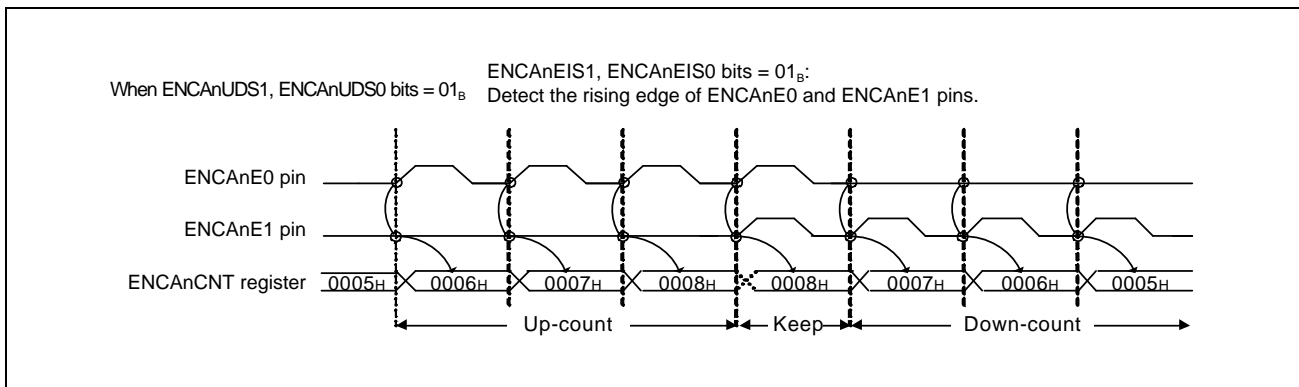 When ENCAnUDS1, ENCAnUDS0 bits = 01B
ENCAnEIS1, ENCAnEIS0 bits = 01B:
Detect the rising edge of ENCAnE0 and ENCAnE1 pins.
ENCAnE0 pin
ENCAnE1 pin
ENCAnCNT register 0005H 0006H 0007H 0008H 0008H 0007H 0006H 0005H
Up-count Keep Down-count